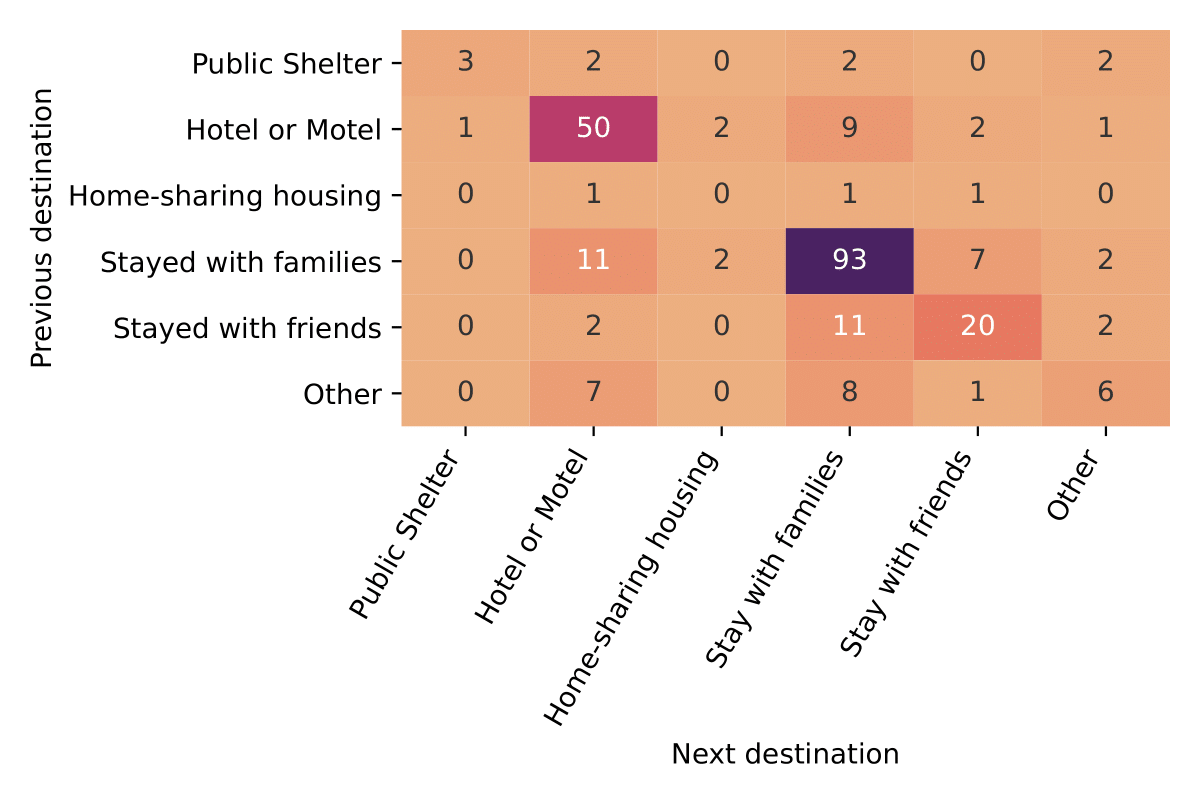 Previous destination
Public Shelter 3 2 0 2 0 2
Hotel or Motel 1 50 2 9 2 1
Home-sharing housing 0 1 0 1 1 0
Stayed with families 0 11 2 93 7 2
Stayed with friends 0 2 0 11 20 2
Other 0 7 0 8 1 6
Public Shelter
Hotel or Motel
Home-sharing housing
Stay with families
Stay with friends
Other
Next destination